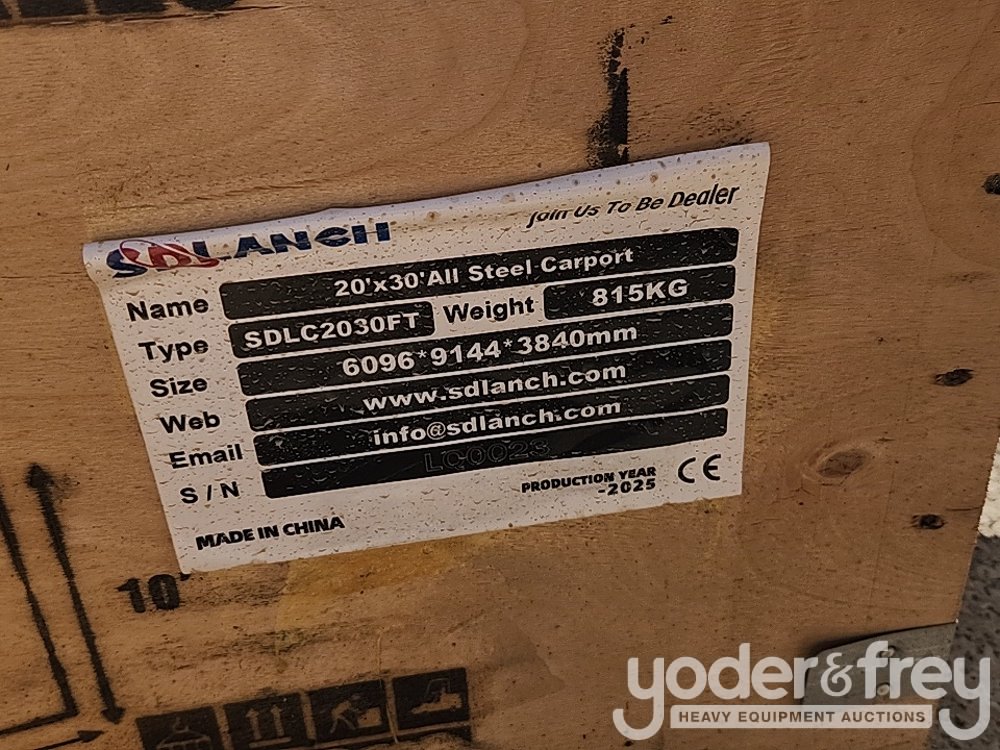 SDLANCH
Join Us To Be Dealer
Name 20'x30'All Steel Carport
Type SDLC2030FT Weight 815KG
Size 6096*9144*3840mm
Web www.sdlanch.com
Email info@sdlanch.com
S/N LC0023
PRODUCTION YEAR
-2025 CE
MADE IN CHINA
10'
yoder&frey
HEAVY EQUIPMENT AUCTIONS